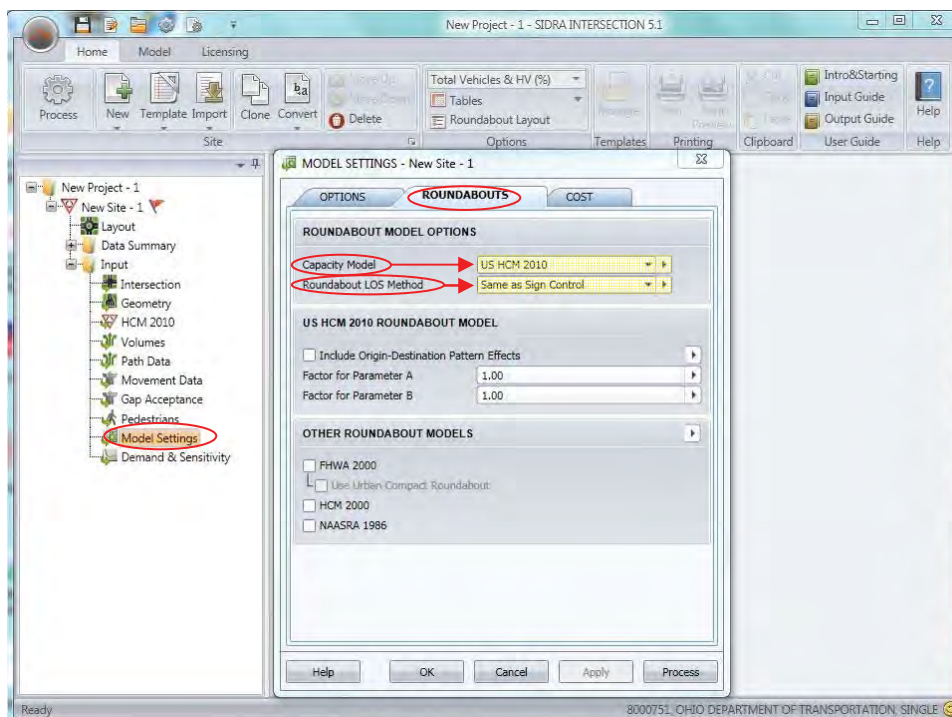 New Project - 1 - SIDRA INTERSECTION 5.1
Home Model Licensing
Process
New Template Import Clone Convert
Move Up
Move Down
Delete
Site
Total Vehicles & HV (%)
Tables
Roundabout Layout
Options
Templates
Printing
Cut
Clipboard
Intro&Starting
Input Guide
Output Guide
User Guide
Help
Help
New Project - 1
New Site - 1
Layout
Data Summary
Input
Intersection
Geometry
HCM 2010
Volumes
Path Data
Movement Data
Gap Acceptance
Pedestrians
Model Settings
Demand & Sensitivity
MODEL SETTINGS - New Site - 1
OPTIONS ROUNDABOUTS COST
ROUNDABOUT MODEL OPTIONS
Capacity Model US HCM 2010
Roundabout LOS Method Same as Sign Control
US HCM 2010 ROUNDABOUT MODEL
Include Origin-Destination Pattern Effects
Factor for Parameter A 1.00
Factor for Parameter B 1.00
OTHER ROUNDABOUT MODELS
FHWA 2000
Use Urban Compact Roundabout
HCM 2000
NAASRA 1986
Help OK Cancel Apply Process
Ready
8000751, OHIO DEPARTMENT OF TRANSPORTATION, SINGLE